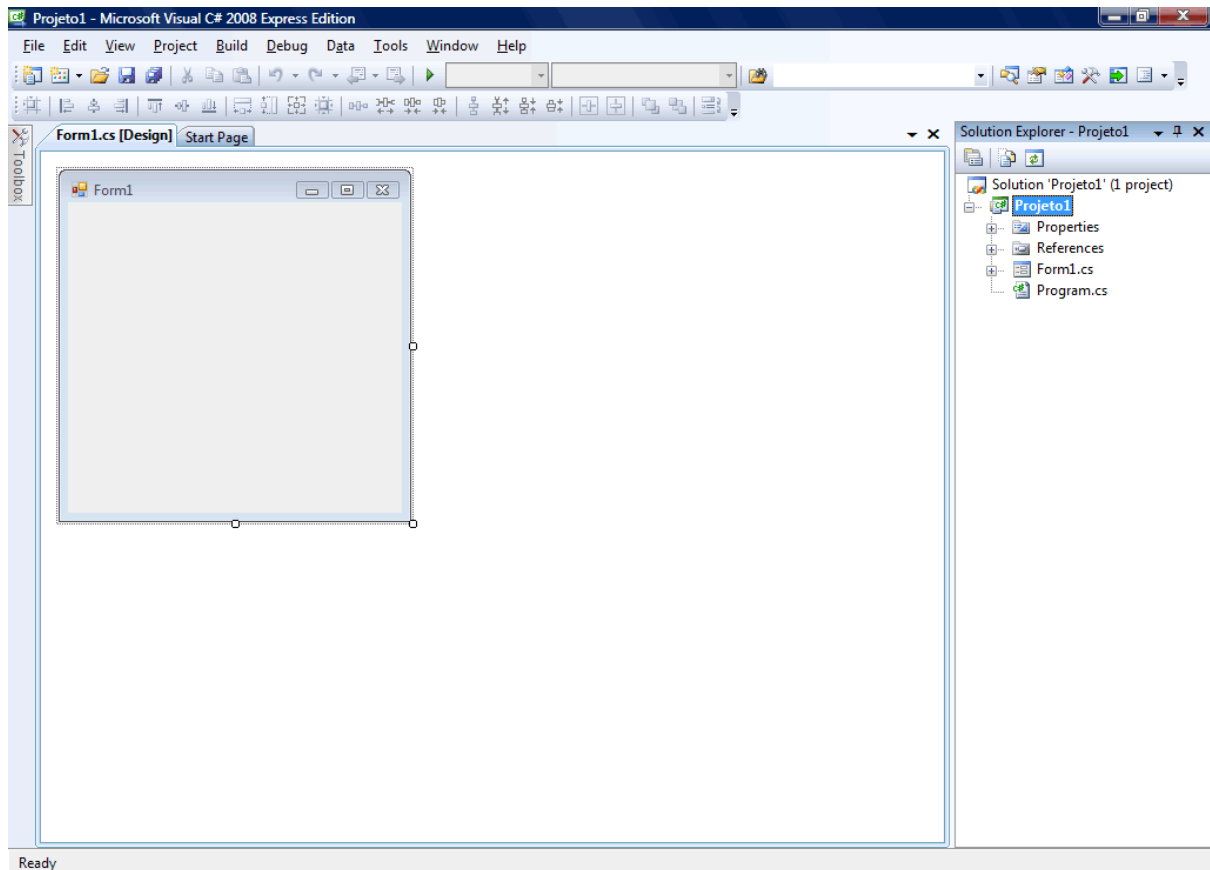 Projeto1 - Microsoft Visual C# 2008 Express Edition
File Edit View Project Build Debug Data Tools Window Help
Form1.cs [Design] Start Page
Solution Explorer - Projeto1
Toolbox
Form1
Solution 'Projeto1' (1 project)
Projeto1
Properties
References
Form1.cs
Program.cs
Ready